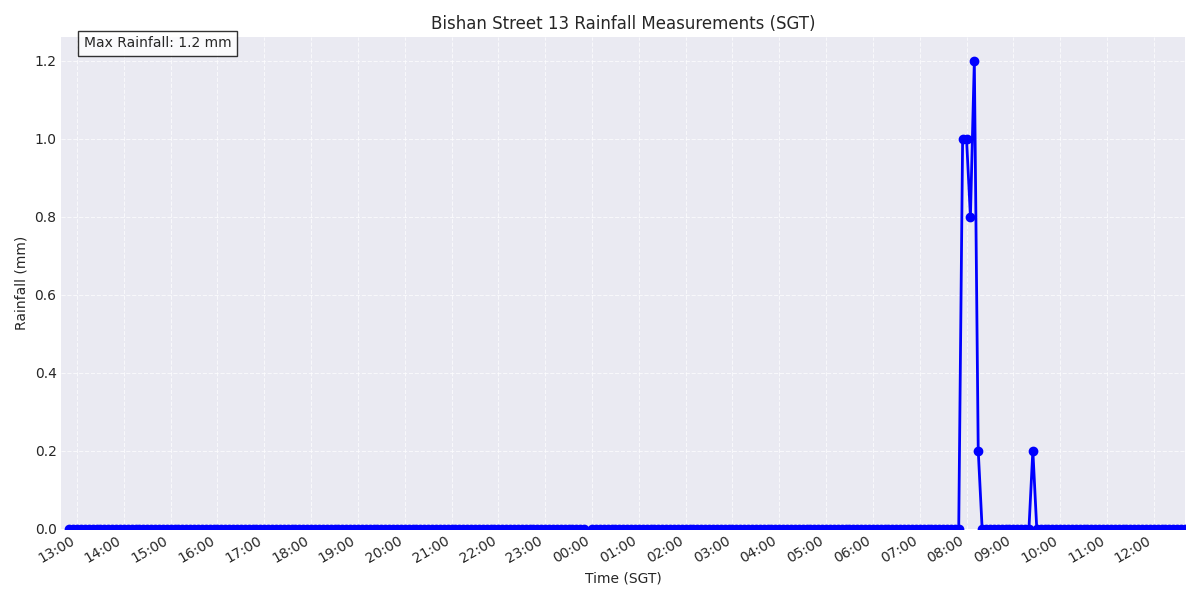 Bishan Street 13 Rainfall Measurements (SGT)
Max Rainfall: 1.2 mm
1.2
1.0
0.8
0.6
0.4
0.2
0.0
Rainfall (mm)
13:00 14:00 15:00 16:00 17:00 18:00 19:00 20:00 21:00 22:00 23:00 00:00 01:00 02:00 03:00 04:00 05:00 06:00 07:00 08:00 09:00 10:00 11:00 12:00
Time (SGT)